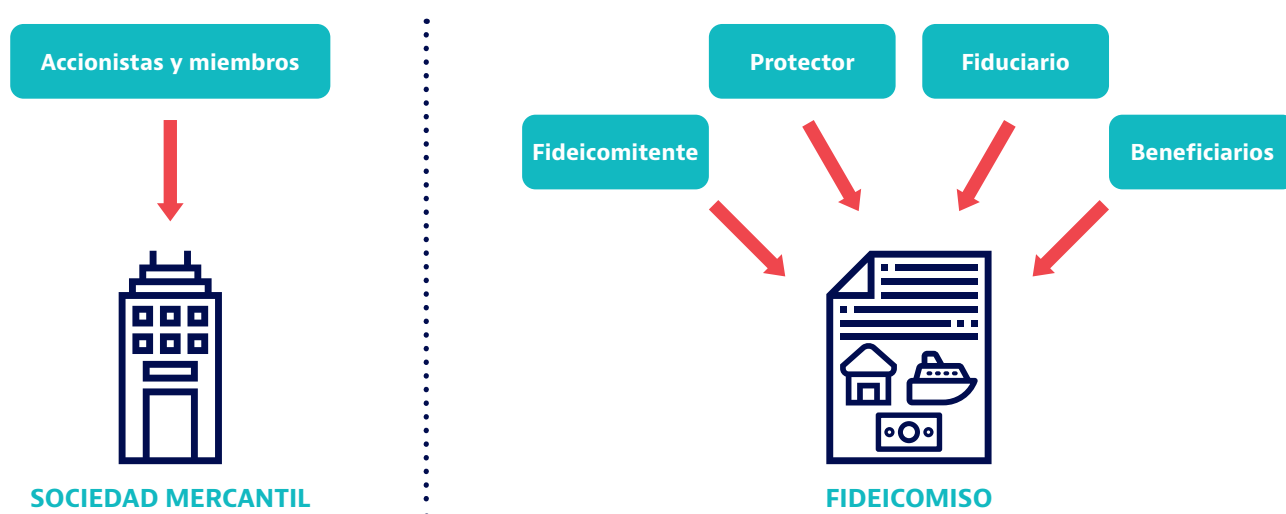 Accionistas y miembros
SOCIEDAD MERCANTIL
Protector
Fiduciario
Fideicomitente
Beneficiarios
FIDEICOMISO